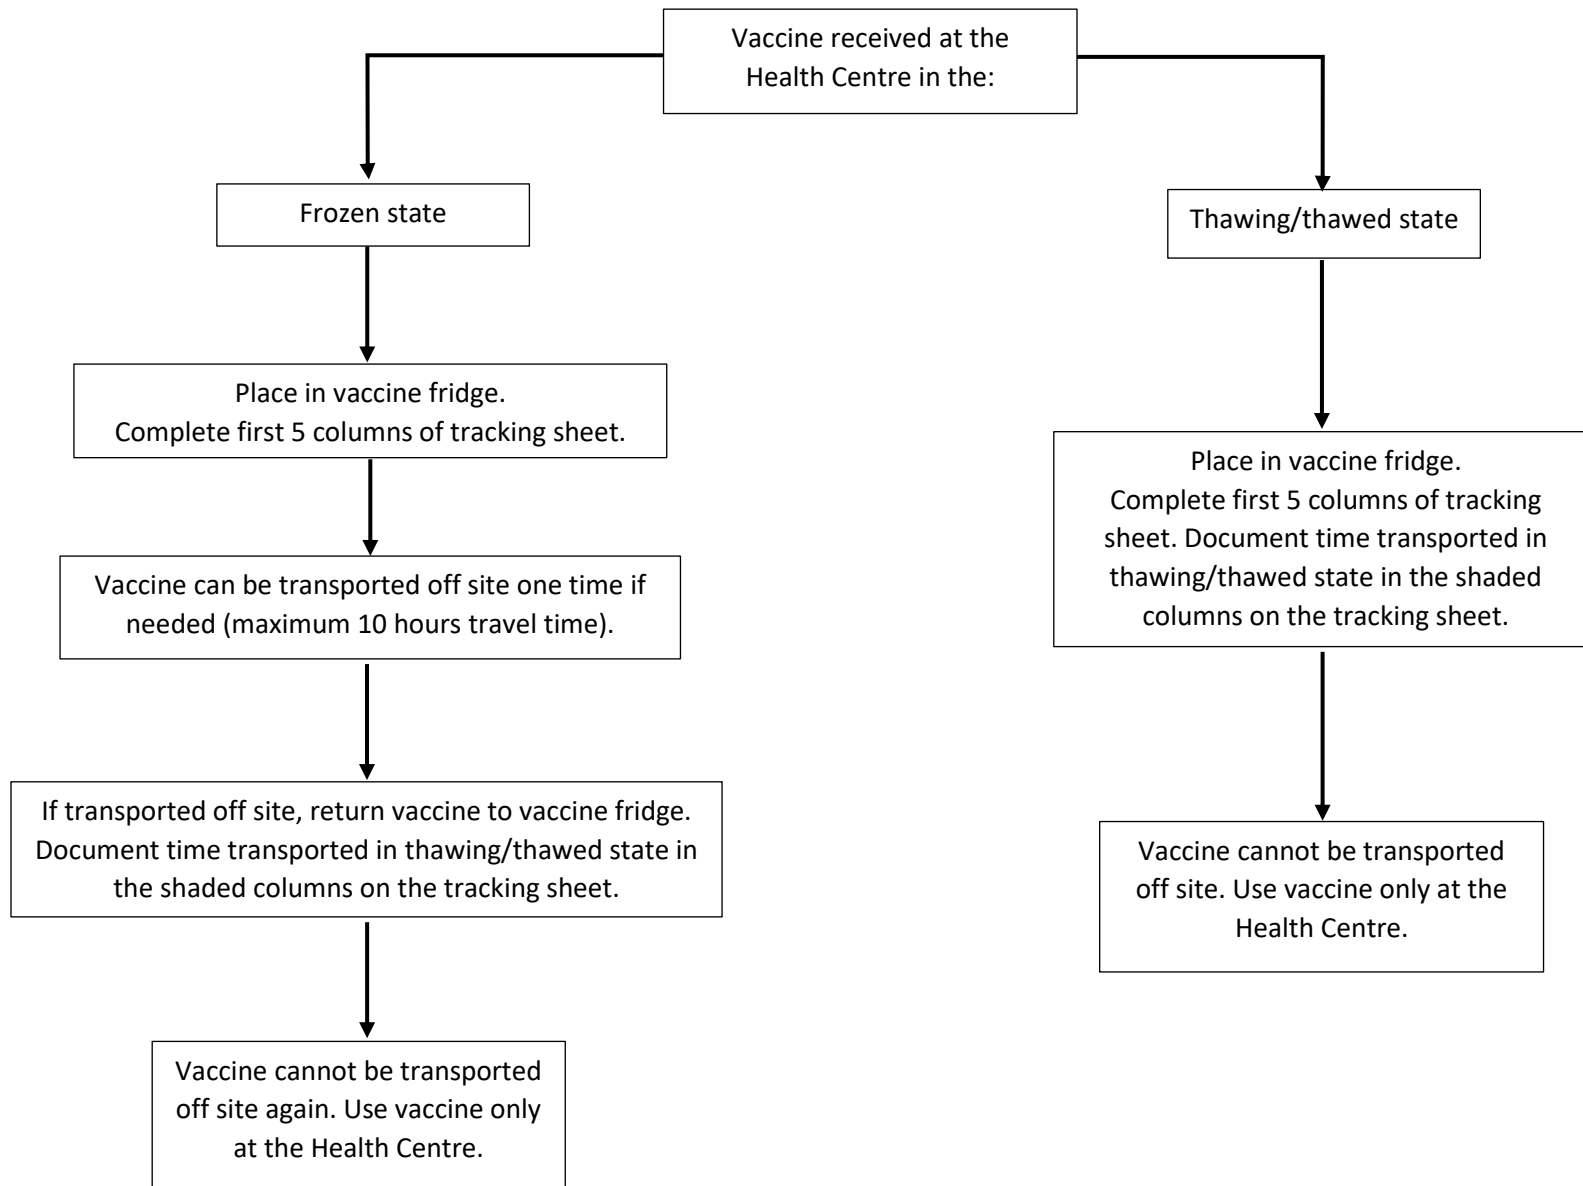 Vaccine received at the
Health Centre in the:
Frozen state
Place in vaccine fridge.
Complete first 5 columns of tracking sheet.
Vaccine can be transported off site one time if
needed (maximum 10 hours travel time).
If transported off site, return vaccine to vaccine fridge.
Document time transported in thawing/thawed state in
the shaded columns on the tracking sheet.
Vaccine cannot be transported
off site again. Use vaccine only
at the Health Centre.
Thawing/thawed state
Place in vaccine fridge.
Complete first 5 columns of tracking
sheet. Document time transported in
thawing/thawed state in the shaded
columns on the tracking sheet.
Vaccine cannot be transported
off site. Use vaccine only at the
Health Centre.